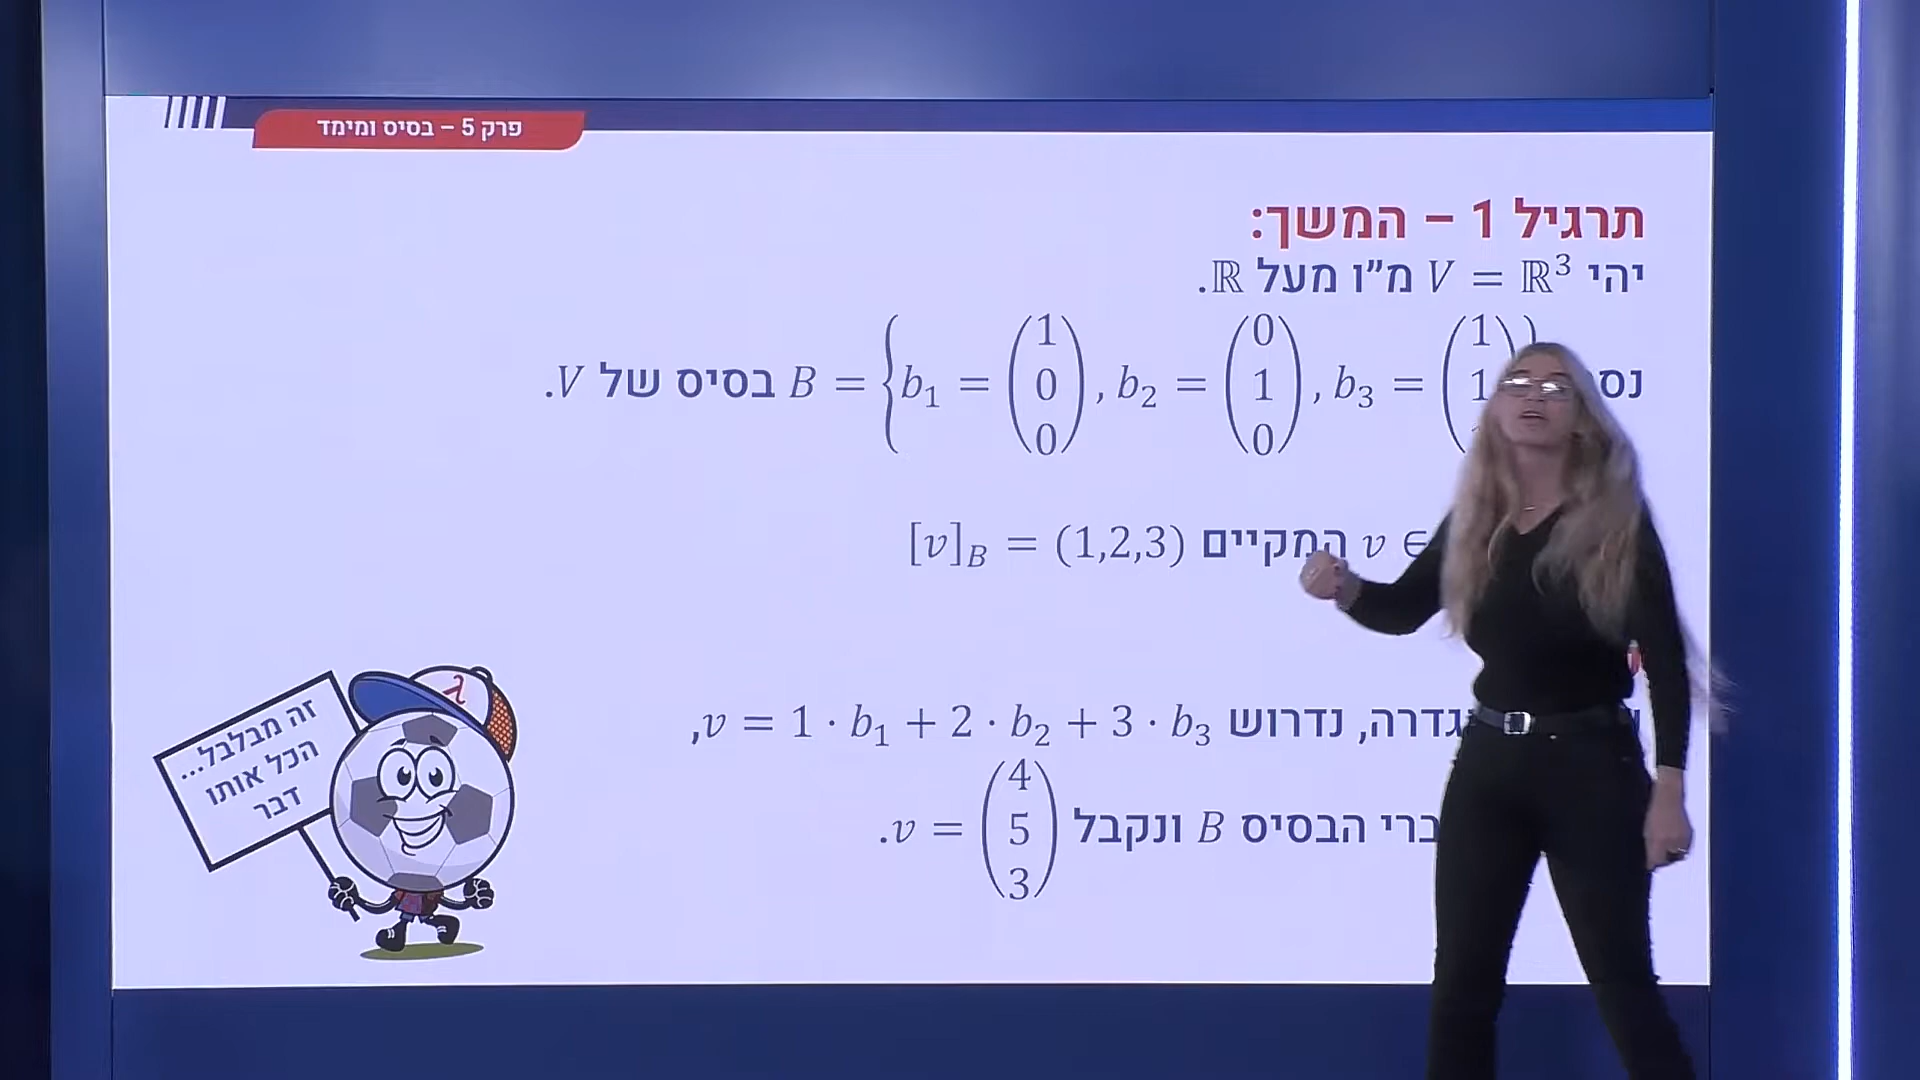 פרק 5 – בסיס ומימד
תרגיל 1 – המשך:
יהי V = ℝ³ מ"ו מעל ℝ.
B = {b₁ = (1 0 0), b₂ = (0 1 0), b₃ = (1 1 בסיס של V.
v ∈ המקיים [v]_B = (1,2,3)
נדרוש v = 1 · b₁ + 2 · b₂ + 3 · b₃,
הבסיס B ונקבל v = (4 5 3).
זה מבלבל...
הכל אותו
דבר
λ